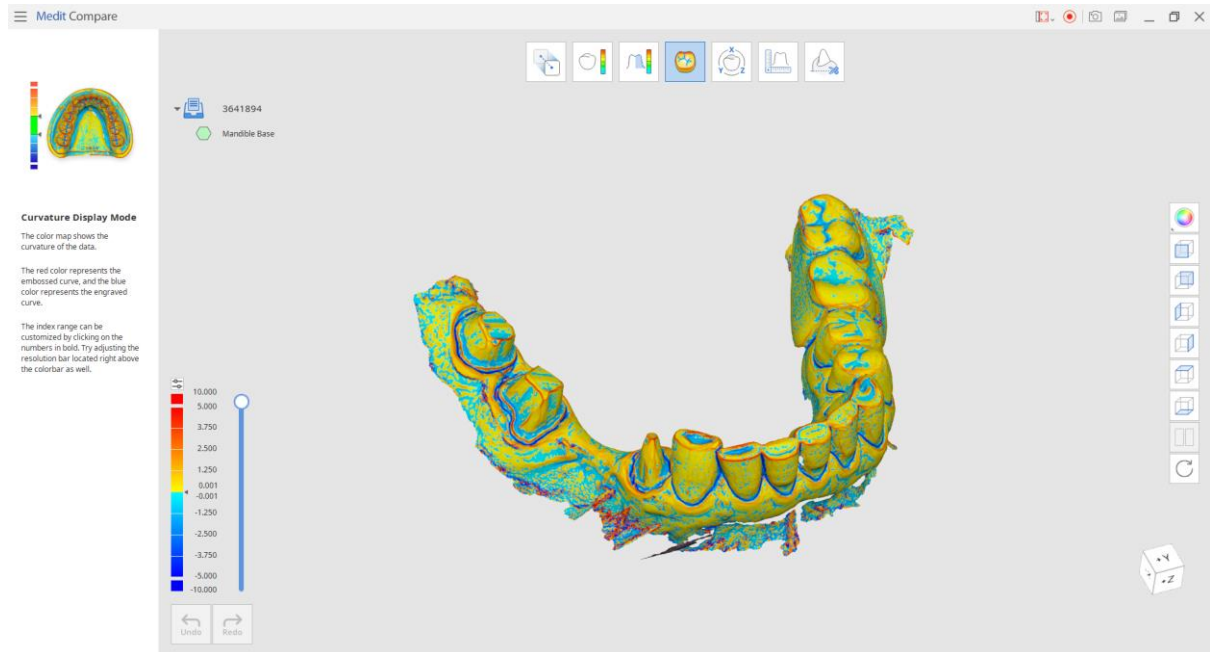 Medit Compare
3641894
Mandible Base
Curvature Display Mode
The color map shows the
curvature of the data.
The red color represents the
embossed curve, and the blue
color represents the engraved
curve.
The index range can be
customized by clicking on the
numbers in bold. Try adjusting the
resolution bar located right above
the colorbar as well.
10.000
5.000
3.750
2.500
1.250
0.001
-0.001
-1.250
-2.500
-3.750
-5.000
-10.000
Undo
Redo
X
Y
Z
+Y
+Z